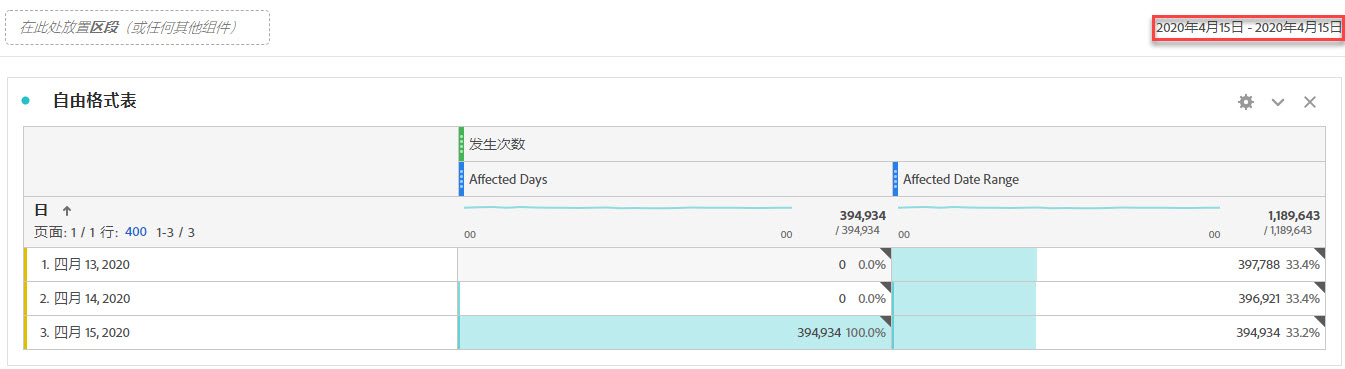 在此处放置区段（或任何其他组件）
2020年4月15日 - 2020年4月15日
自由格式表
发生次数
Affected Days
Affected Date Range
日 ↑
页面: 1 / 1 行: 400 1-3 / 3
00 00
394,934
/ 394,934
00 00
1,189,643
/ 1,189,643
1. 四月 13, 2020 0 0.0% 397,788 33.4%
2. 四月 14, 2020 0 0.0% 396,921 33.4%
3. 四月 15, 2020 394,934 100.0% 394,934 33.2%